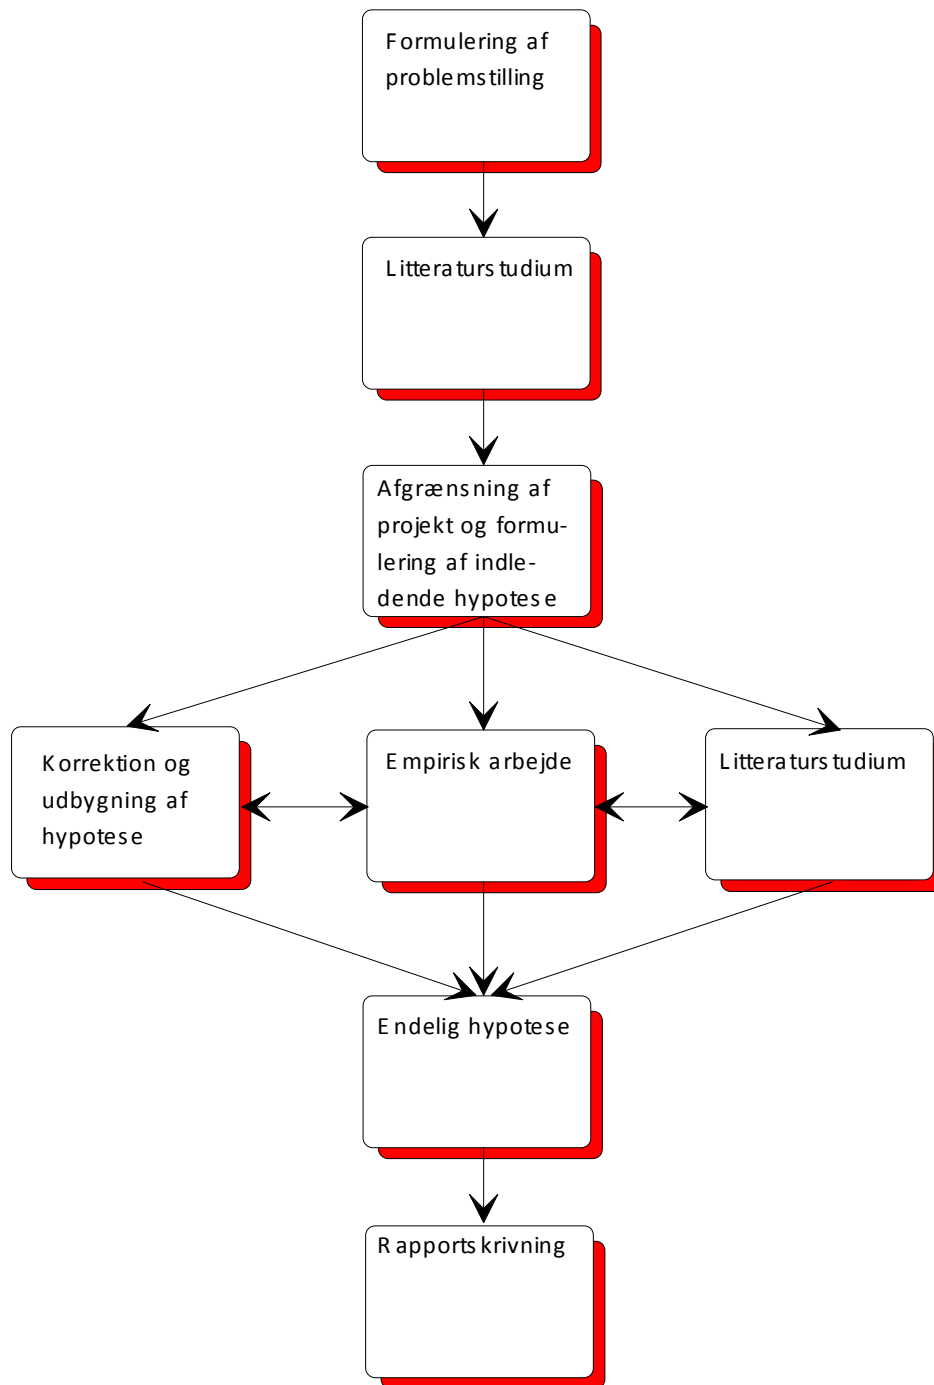 Formulering af
problemstilling
Litteraturstudium
Afgrænsning af
projekt og formu-
lering af indle-
dende hypotese
Korrektion og
udbygning af
hypotese
Empirisk arbejde
Litteraturstudium
Endelig hypotese
Rapportskrivning